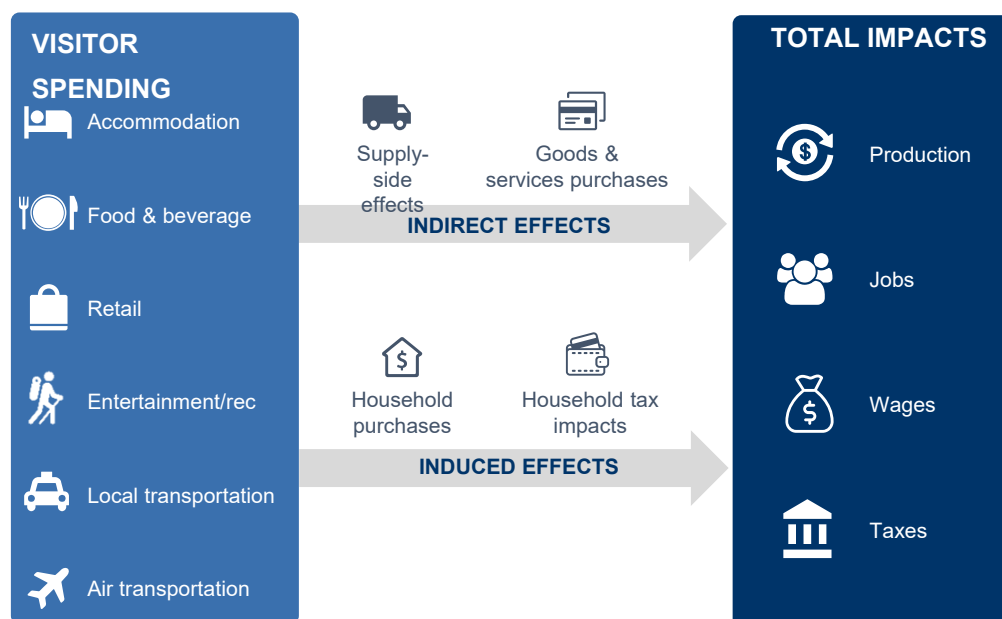 VISITOR
SPENDING
Accommodation
Food & beverage
Retail
Entertainment/rec
Local transportation
Air transportation
Supply-
side
effects
Goods &
services purchases
INDIRECT EFFECTS
$
Household
purchases
Household tax
impacts
INDUCED EFFECTS
TOTAL IMPACTS
$
Production
Jobs
$
Wages
Taxes